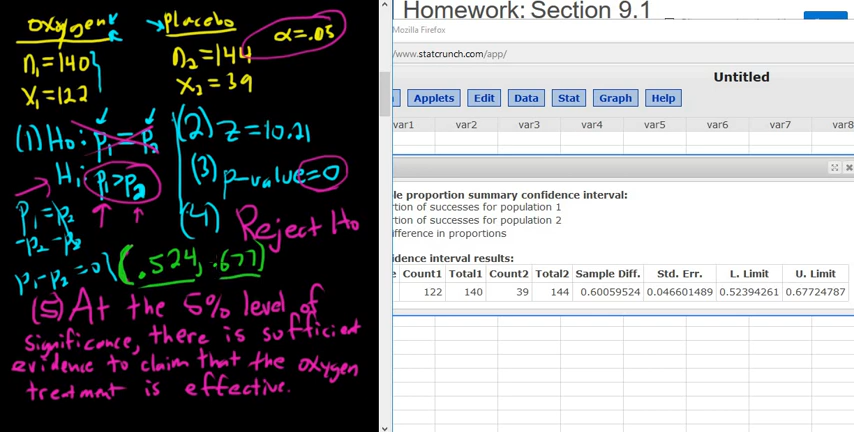 oxygen
n₁=140
x₁=122
placebo
n₂=144
x₂=39
α=.05
(1) H₀: p₁=p₂
H₁: p₁>p₂
p₁=p₂
-p₂ -p₂
p₁-p₂=0
(2) z=10.21
(3) p-value=0
(4) Reject H₀
(.524, .677)
(5) At the 5% level of
significance, there is sufficient
evidence to claim that the oxygen
treatment is effective.
Homework: Section 9.1
Mozilla Firefox
www.statcrunch.com/app/
Untitled
Applets Edit Data Stat Graph Help
var1 var2 var3 var4 var5 var6 var7 var8
le proportion summary confidence interval:
rtion of successes for population 1
rtion of successes for population 2
ifference in proportions
idence interval results:
Count1 Total1 Count2 Total2 Sample Diff. Std. Err. L. Limit U. Limit
122 140 39 144 0.60059524 0.046601489 0.52394261 0.67724787